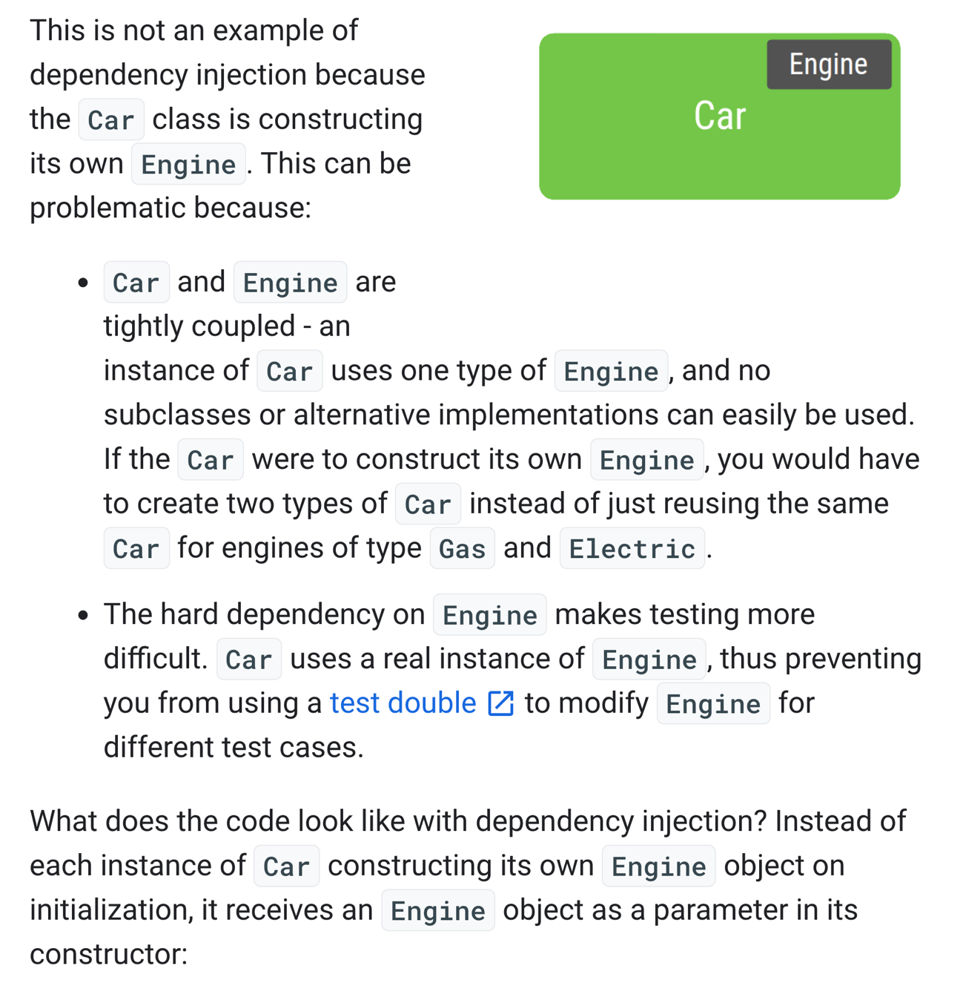 This is not an example of
dependency injection because
the Car class is constructing
its own Engine. This can be
problematic because:
Engine
Car
• Car and Engine are
tightly coupled - an
instance of Car uses one type of Engine, and no
subclasses or alternative implementations can easily be used.
If the Car were to construct its own Engine, you would have
to create two types of Car instead of just reusing the same
Car for engines of type Gas and Electric.
• The hard dependency on Engine makes testing more
difficult. Car uses a real instance of Engine, thus preventing
you from using a test double to modify Engine for
different test cases.
What does the code look like with dependency injection? Instead of
each instance of Car constructing its own Engine object on
initialization, it receives an Engine object as a parameter in its
constructor: